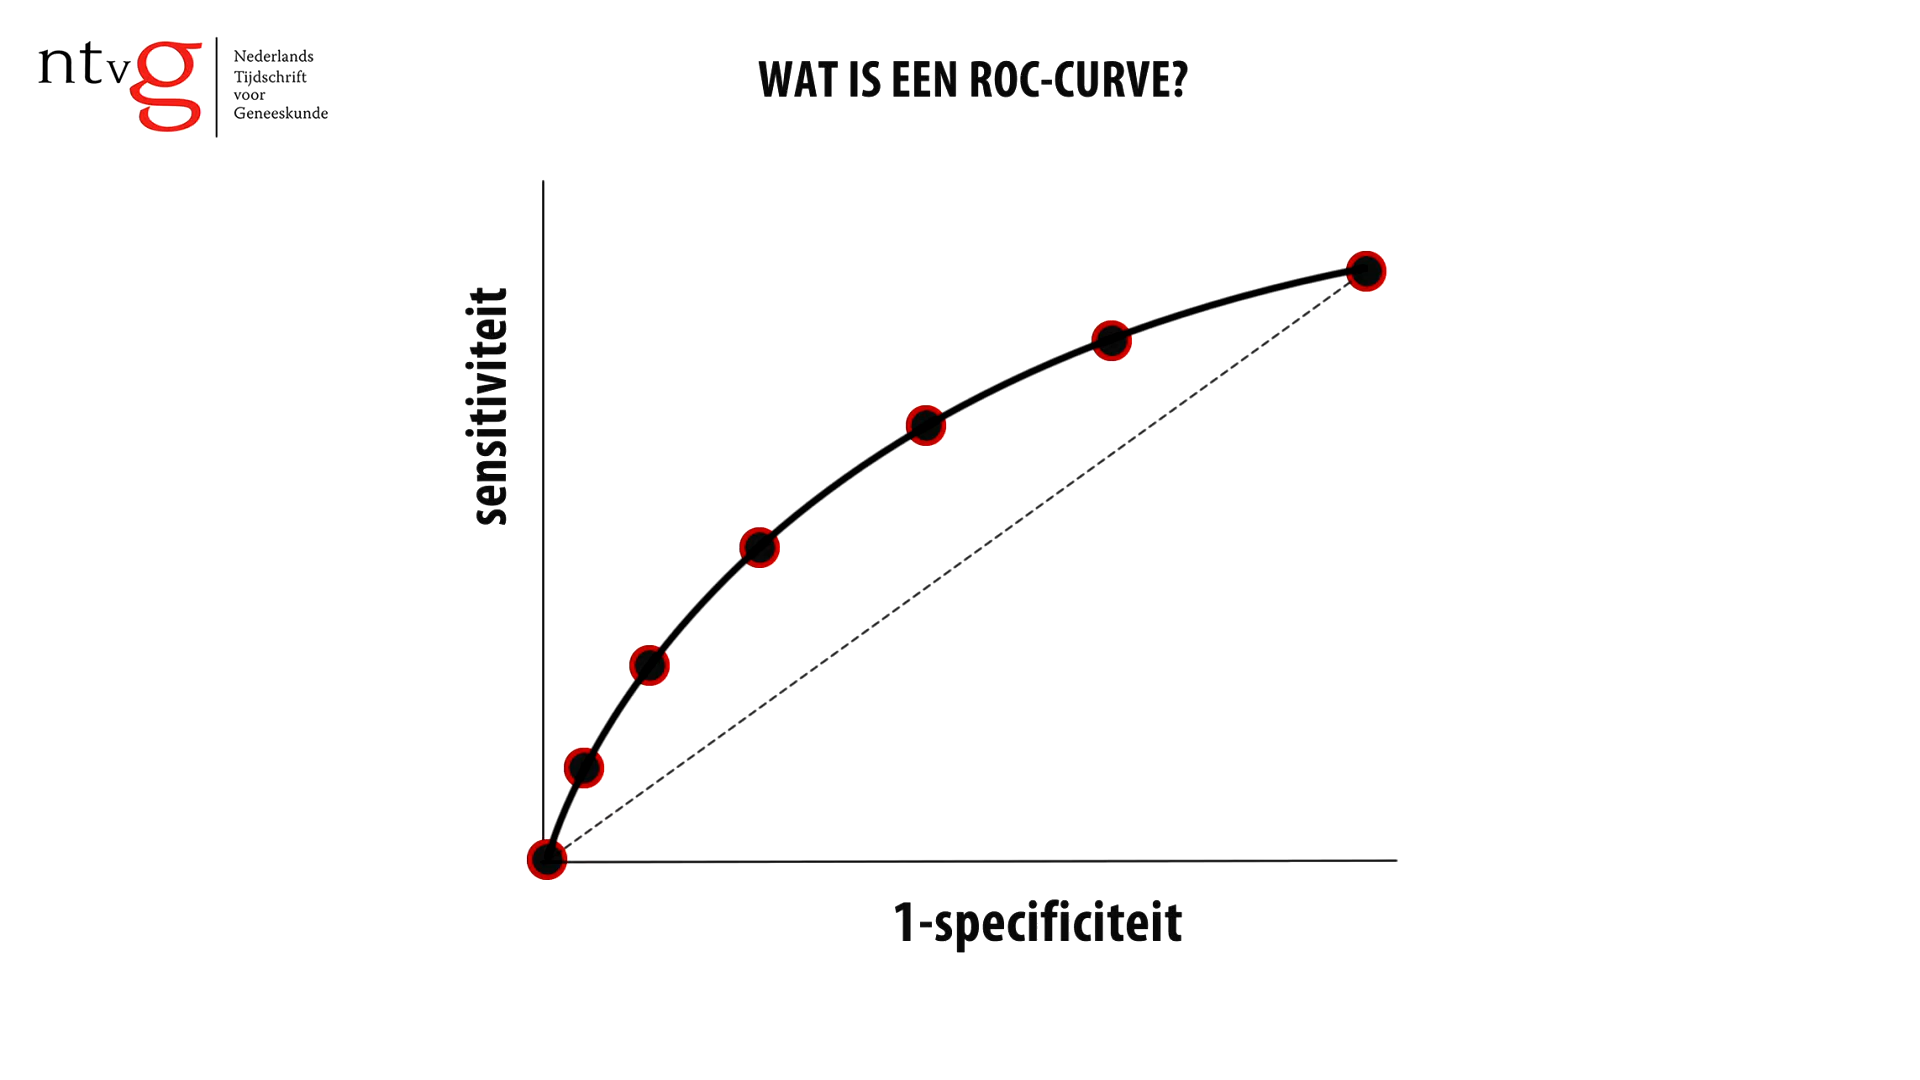 ntvg
Nederlands
Tijdschrift
voor
Geneeskunde
WAT IS EEN ROC-CURVE?
sensitiviteit
1-specificiteit